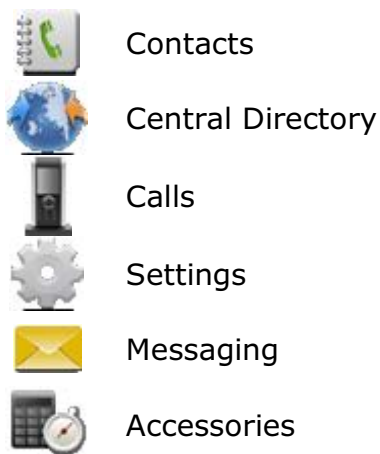 Contacts
Central Directory
Calls
Settings
Messaging
Accessories